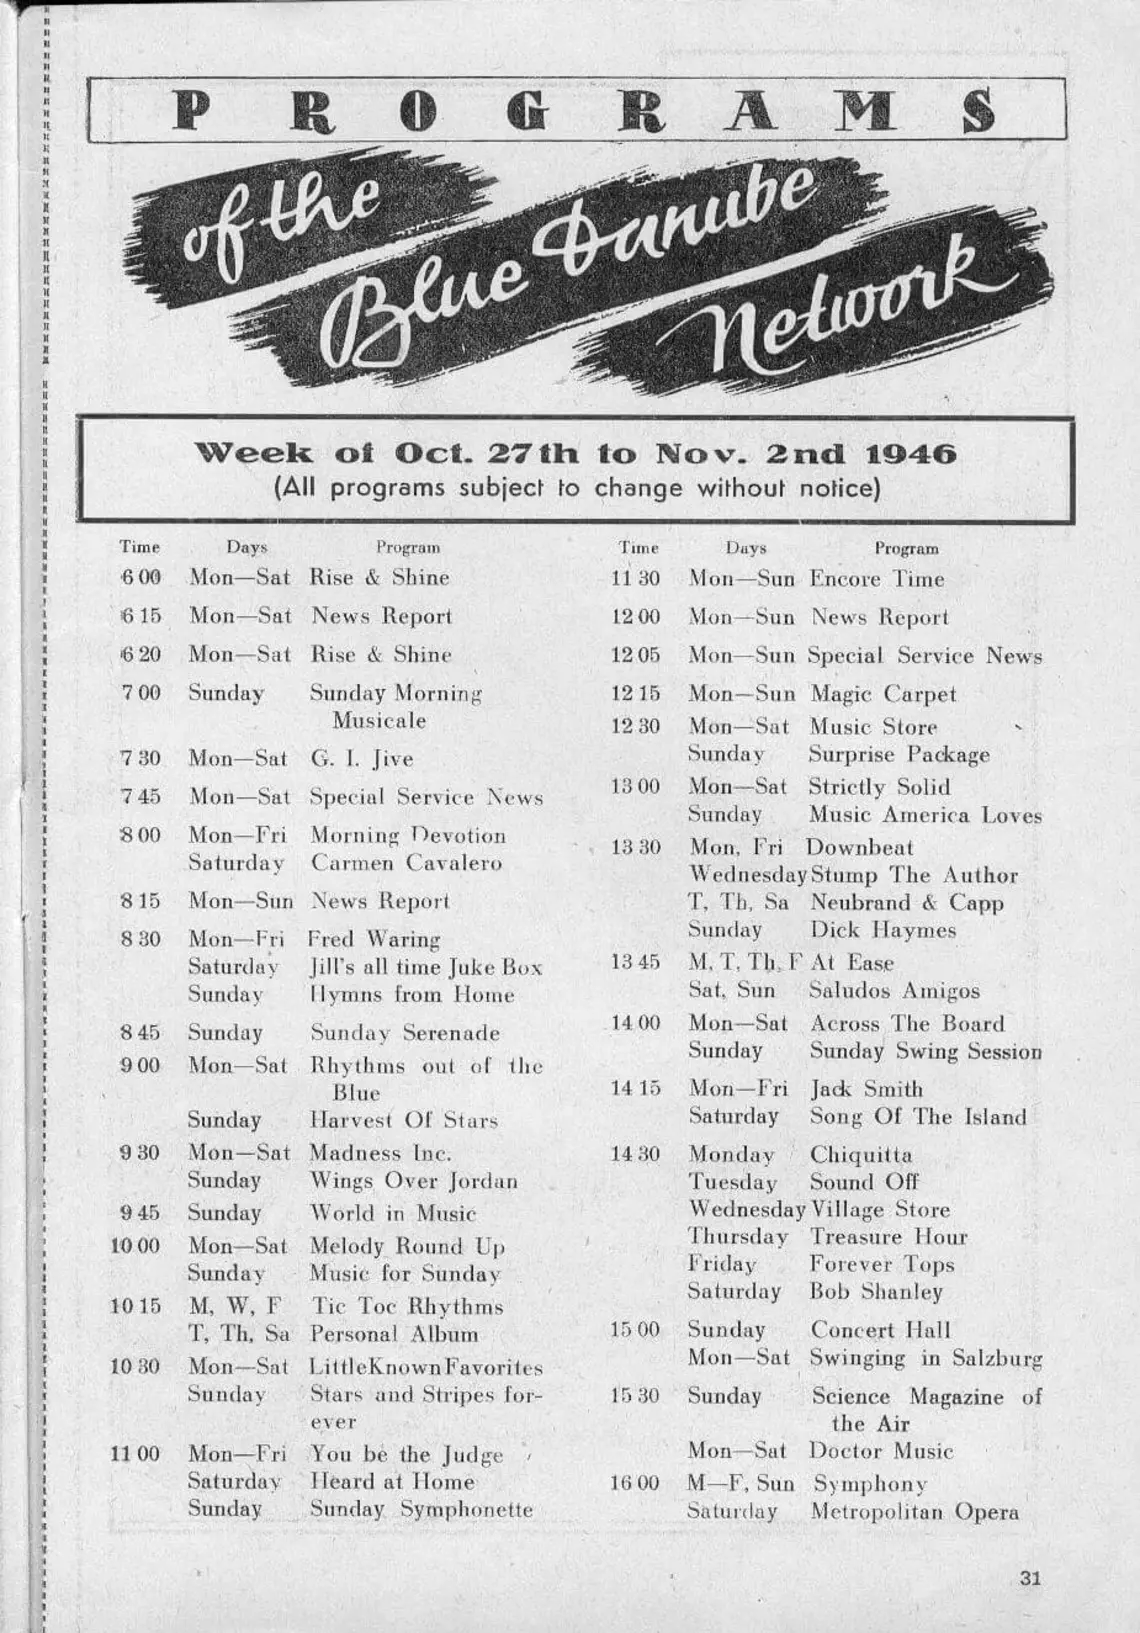 PROGRAMS
of the
Blue Danube
Network
Week of Oct. 27th to Nov. 2nd 1946
(All programs subject to change without notice)
Time Days Program
6 00 Mon—Sat Rise & Shine
6 15 Mon—Sat News Report
6 20 Mon—Sat Rise & Shine
7 00 Sunday Sunday Morning
Musicale
7 30 Mon—Sat G. I. Jive
7 45 Mon—Sat Special Service News
8 00 Mon—Fri Morning Devotion
Saturday Carmen Cavalero
8 15 Mon—Sun News Report
8 30 Mon—Fri Fred Waring
Saturday Jill's all time Juke Box
Sunday Hymns from Home
8 45 Sunday Sunday Serenade
9 00 Mon—Sat Rhythms out of the
Blue
Sunday Harvest Of Stars
9 30 Mon—Sat Madness Inc.
Sunday Wings Over Jordan
9 45 Sunday World in Music
10 00 Mon—Sat Melody Round Up
Sunday Music for Sunday
10 15 M, W, F Tic Toc Rhythms
T, Th, Sa Personal Album
10 30 Mon—Sat LittleKnownFavorites
Sunday Stars and Stripes for-
ever
11 00 Mon—Fri You be the Judge
Saturday Heard at Home
Sunday Sunday Symphonette
Time Days Program
11 30 Mon—Sun Encore Time
12 00 Mon—Sun News Report
12 05 Mon—Sun Special Service News
12 15 Mon—Sun Magic Carpet
12 30 Mon—Sat Music Store
Sunday Surprise Package
13 00 Mon—Sat Strictly Solid
Sunday Music America Loves
13 30 Mon, Fri Downbeat
Wednesday Stump The Author
T, Th, Sa Neubrand & Capp
Sunday Dick Haymes
13 45 M, T, Th, F At Ease
Sat, Sun Saludos Amigos
14 00 Mon—Sat Across The Board
Sunday Sunday Swing Session
14 15 Mon—Fri Jack Smith
Saturday Song Of The Island
14 30 Monday Chiquitta
Tuesday Sound Off
Wednesday Village Store
Thursday Treasure Hour
Friday Forever Tops
Saturday Bob Shanley
15 00 Sunday Concert Hall
Mon—Sat Swinging in Salzburg
15 30 Sunday Science Magazine of
the Air
Mon—Sat Doctor Music
16 00 M—F, Sun Symphony
Saturday Metropolitan Opera
31